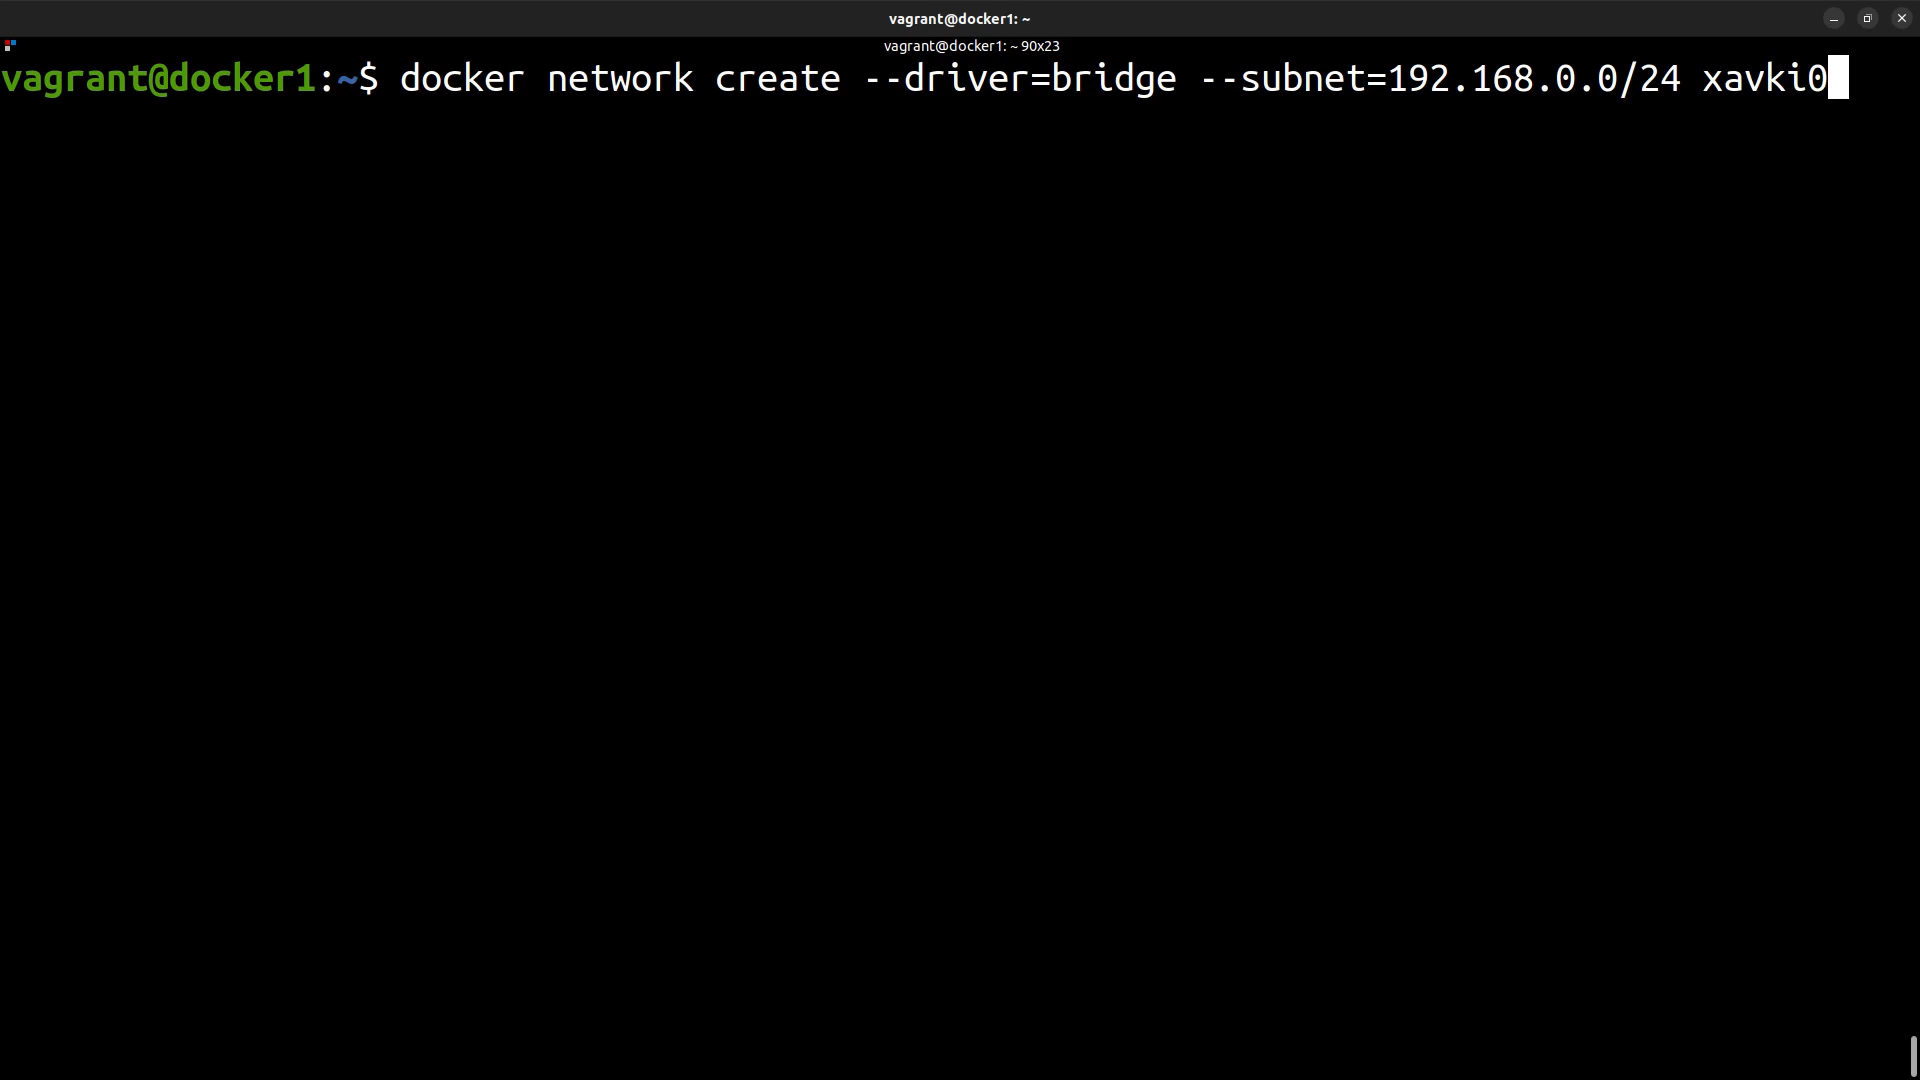 vagrant@docker1: ~
vagrant@docker1: ~ 90x23
vagrant@docker1:~$ docker network create --driver=bridge --subnet=192.168.0.0/24 xavki0